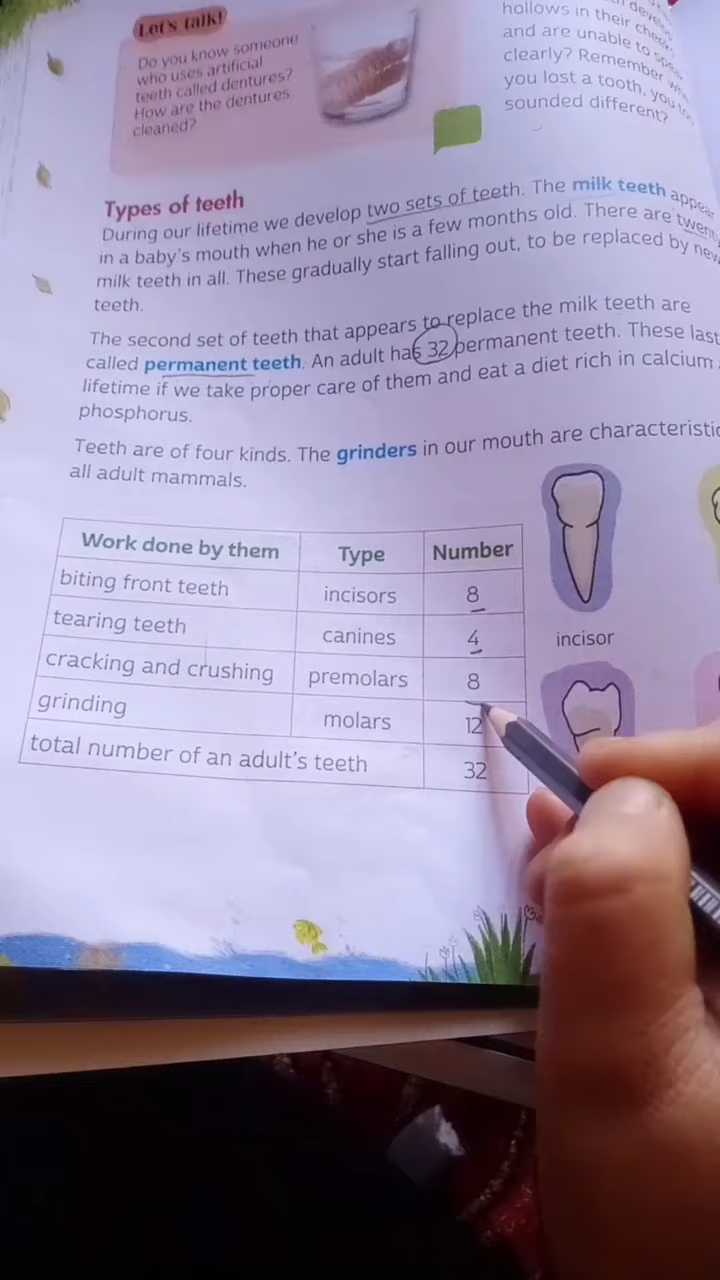 Let's talk!
Do you know someone
who uses artificial
teeth called dentures?
How are the dentures
cleaned?
hollows in their
and are unable to
clearly? Remember
you lost a tooth, you
sounded different?
Types of teeth
During our lifetime we develop two sets of teeth. The milk teeth appear
in a baby's mouth when he or she is a few months old. There are
milk teeth in all. These gradually start falling out, to be replaced by new
teeth.
The second set of teeth that appears to replace the milk teeth are
called permanent teeth. An adult has 32 permanent teeth. These last
lifetime if we take proper care of them and eat a diet rich in calcium
phosphorus.
Teeth are of four kinds. The grinders in our mouth are
all adult mammals.
Work done by them Type Number
biting front teeth incisors 8
tearing teeth canines 4
cracking and crushing premolars 8
grinding molars 12
total number of an adult's teeth 32
incisor